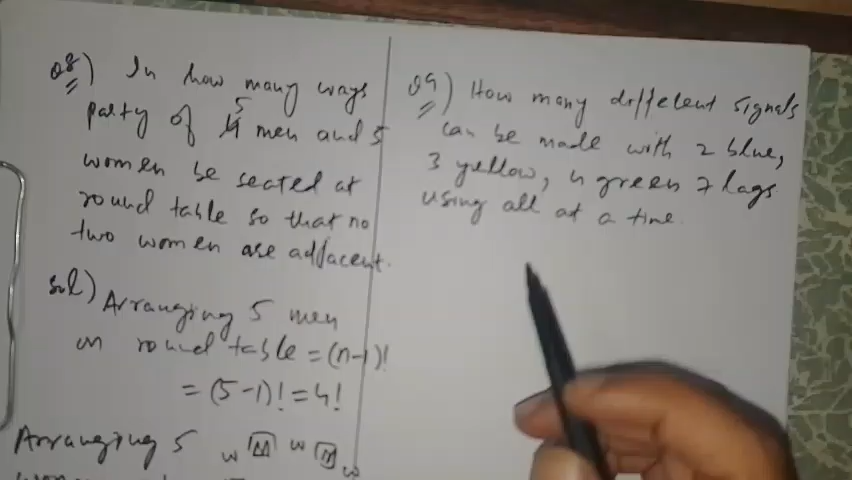 Q8) In how many ways
party of 5 men and 5
women be seated at
round table so that no
two women are adjacent.
Sol) Arranging 5 men
on round table = (n-1)!
= (5-1)! = 4!
Arranging 5 W M W M W
Q9) How many different signals
can be made with 2 blue,
3 yellow, 4 green flags
using all at a time.